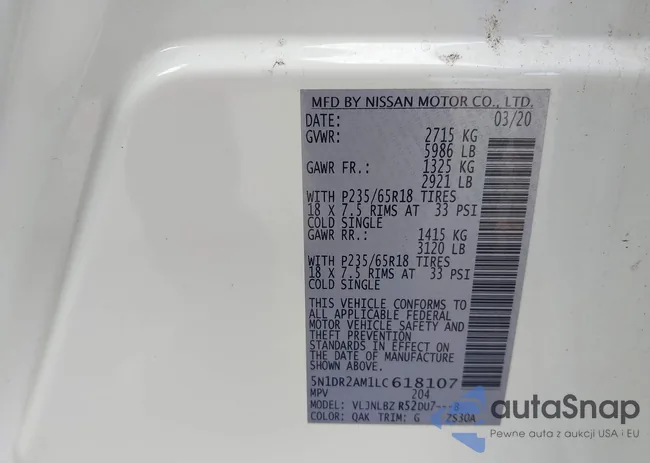 MFD BY NISSAN MOTOR CO., LTD.
DATE: 03/20
GVWR: 2715 KG
5986 LB
GAWR FR.: 1325 KG
2921 LB
WITH P235/65R18 TIRES
18 X 7.5 RIMS AT 33 PSI
COLD SINGLE
GAWR RR.: 1415 KG
3120 LB
WITH P235/65R18 TIRES
18 X 7.5 RIMS AT 33 PSI
COLD SINGLE
THIS VEHICLE CONFORMS TO
ALL APPLICABLE FEDERAL
MOTOR VEHICLE SAFETY AND
THEFT PREVENTION
STANDARDS IN EFFECT ON
THE DATE OF MANUFACTURE
SHOWN ABOVE.
5N1DR2AM1LC618107
MPV 204
MODEL: VLJNLBZ R52DU7---B
COLOR: QAK TRIM: G ZS30A
autoSnap
Pewne auta z aukcji USA i EU